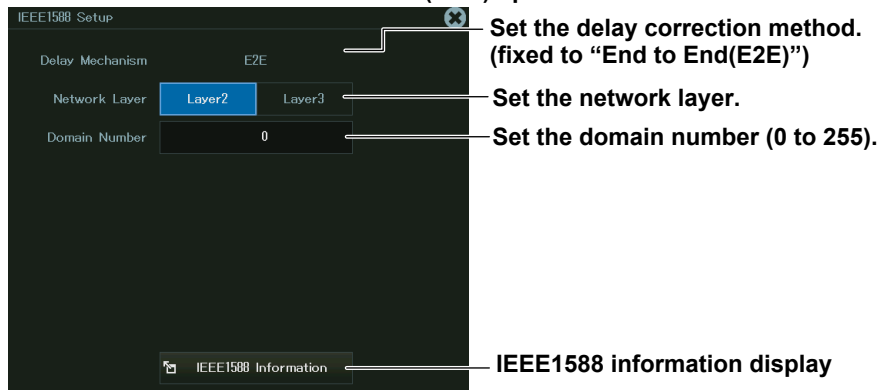 IEEE1588 Setup
Set the delay correction method.
(fixed to “End to End(E2E)”)
Delay Mechanism E2E
Network Layer Layer2 Layer3
Set the network layer.
Domain Number 0
Set the domain number (0 to 255).
IEEE1588 Information
IEEE1588 information display